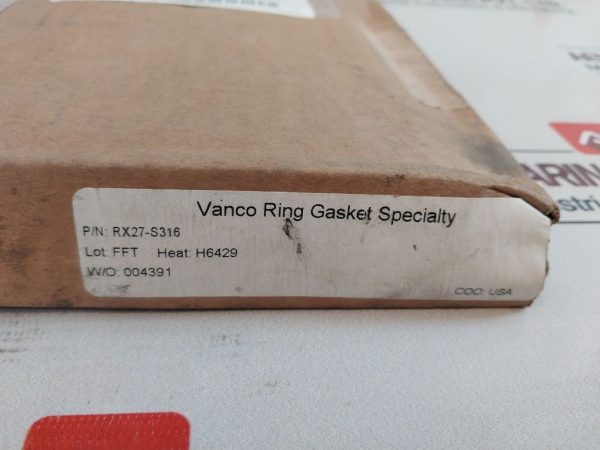 Vanco Ring Gasket Specialty
P/N: RX27-S316
Lot: FFT Heat: H6429
W/O: 004391
COO: USA